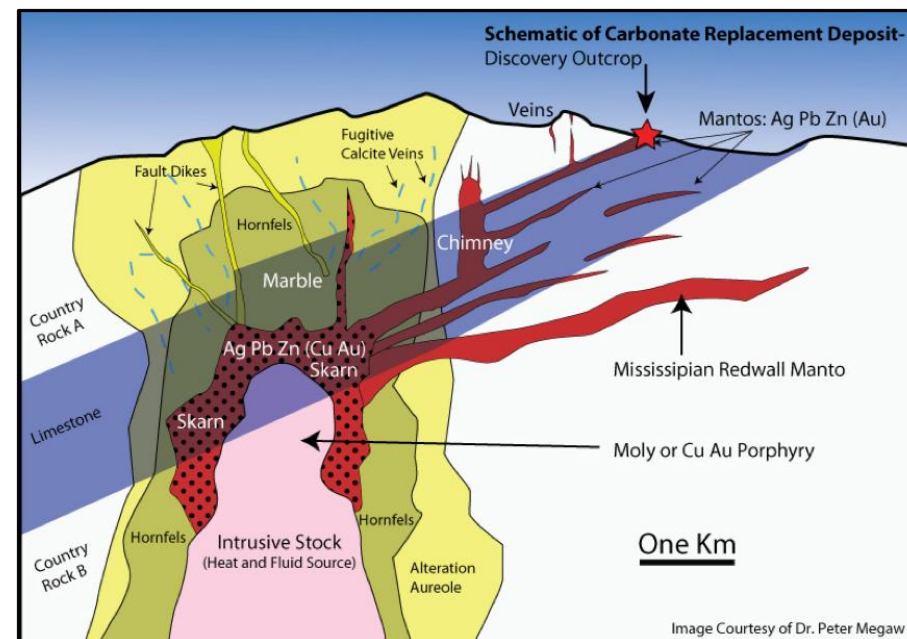 Schematic of Carbonate Replacement Deposit-
Discovery Outcrop
Veins
Mantos: Ag Pb Zn (Au)
Fugitive
Calcite Veins
Fault Dikes
Hornfels
Chimney
Marble
Country
Rock A
Ag Pb Zn (Cu Au)
Skarn
Mississipian Redwall Manto
Limestone
Skarn
Moly or Cu Au Porphyry
Hornfels
Hornfels
Intrusive Stock
(Heat and Fluid Source)
Country
Rock B
Alteration
Aureole
One Km
Image Courtesy of Dr. Peter Megaw